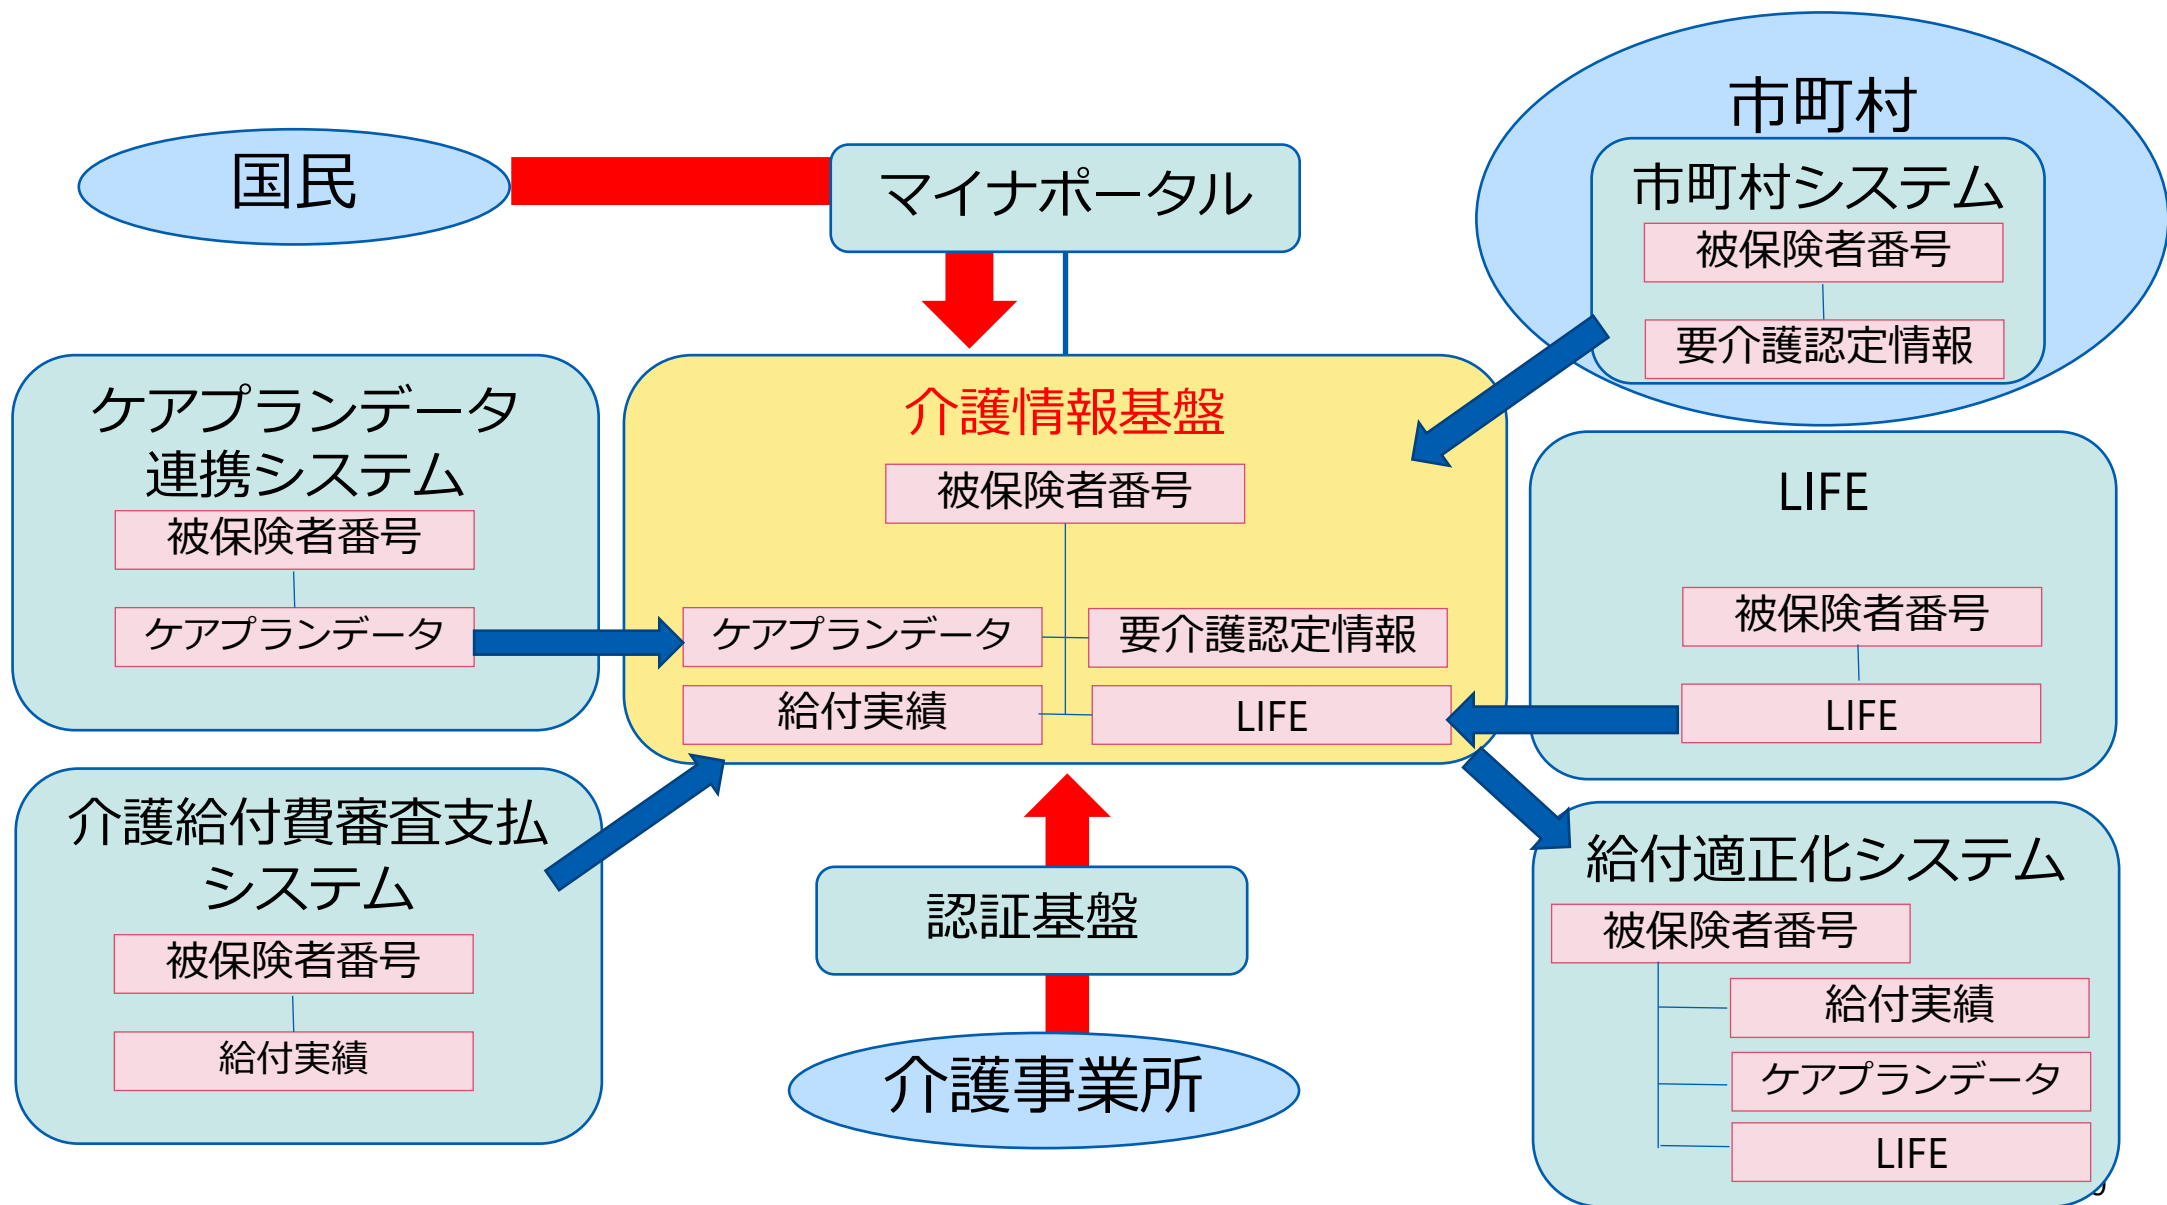 国民
マイナポータル
市町村
市町村システム
被保険者番号
要介護認定情報
ケアプランデータ
連携システム
被保険者番号
ケアプランデータ
介護情報基盤
被保険者番号
ケアプランデータ
要介護認定情報
給付実績
LIFE
LIFE
被保険者番号
LIFE
介護給付費審査支払
システム
被保険者番号
給付実績
認証基盤
介護事業所
給付適正化システム
被保険者番号
給付実績
ケアプランデータ
LIFE